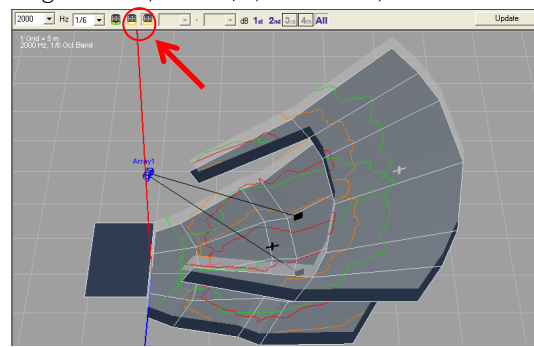 2000 Hz 1/6 - dB 1st 2nd 3rd 4th All Update
1 Grid = 5 m
2000 Hz, 1/6 Oct Band
Array1